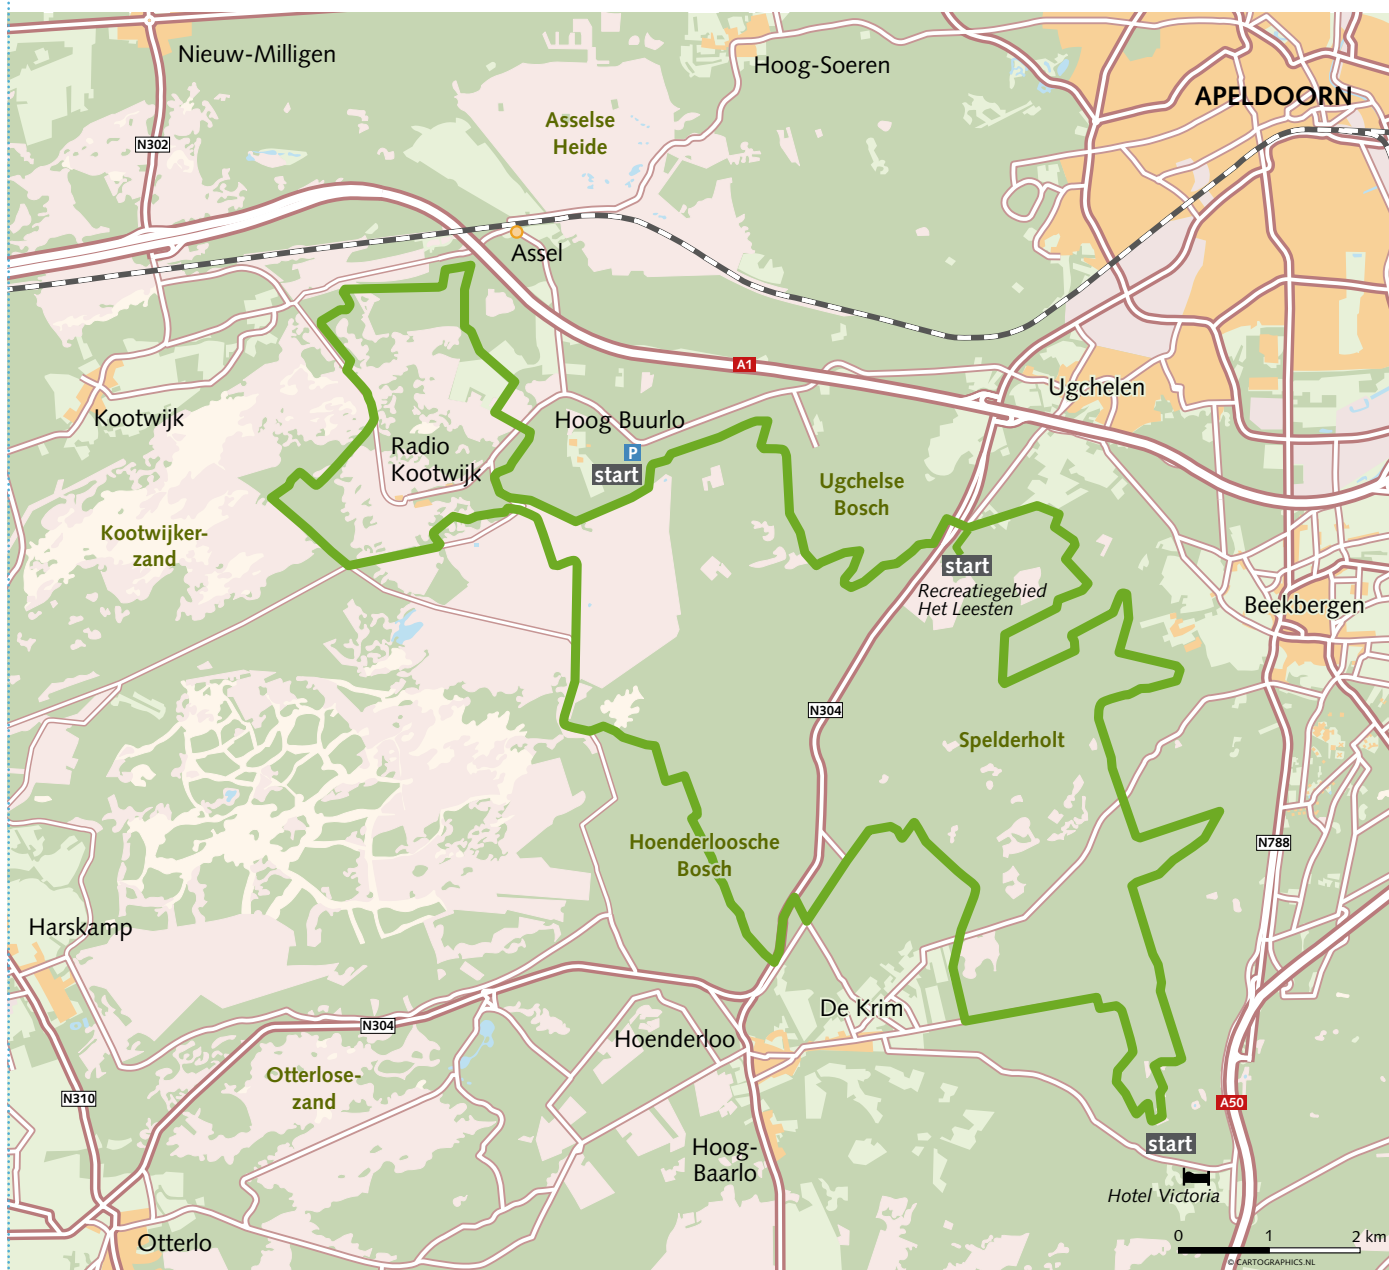 Nieuw-Milligen
Hoog-Soeren
APELDOORN
Asselse
Heide
N302
Assel
A1
Ugchelen
Kootwijk
Hoog Buurlo
Radio
Kootwijk
P
start
Ugchelse
Bosch
Kootwijker-
zand
start
Recreatiegebied
Het Leesten
Beekbergen
N304
Spelderholt
Hoenderloosche
Bosch
N788
Harskamp
De Krim
N304
Hoenderloo
Otterlose-
zand
N310
A50
start
Hoog-
Baarlo
Hotel Victoria
Otterlo
0 1 2 km
© CARTOGRAPHICS.NL